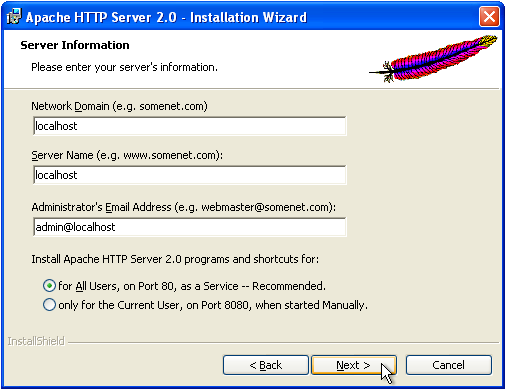 Apache HTTP Server 2.0 - Installation Wizard
Server Information
Please enter your server's information.
Network Domain (e.g. somenet.com)
localhost
Server Name (e.g. www.somenet.com):
localhost
Administrator's Email Address (e.g. webmaster@somenet.com):
admin@localhost
Install Apache HTTP Server 2.0 programs and shortcuts for:
for All Users, on Port 80, as a Service -- Recommended.
only for the Current User, on Port 8080, when started Manually.
InstallShield
< Back Next > Cancel